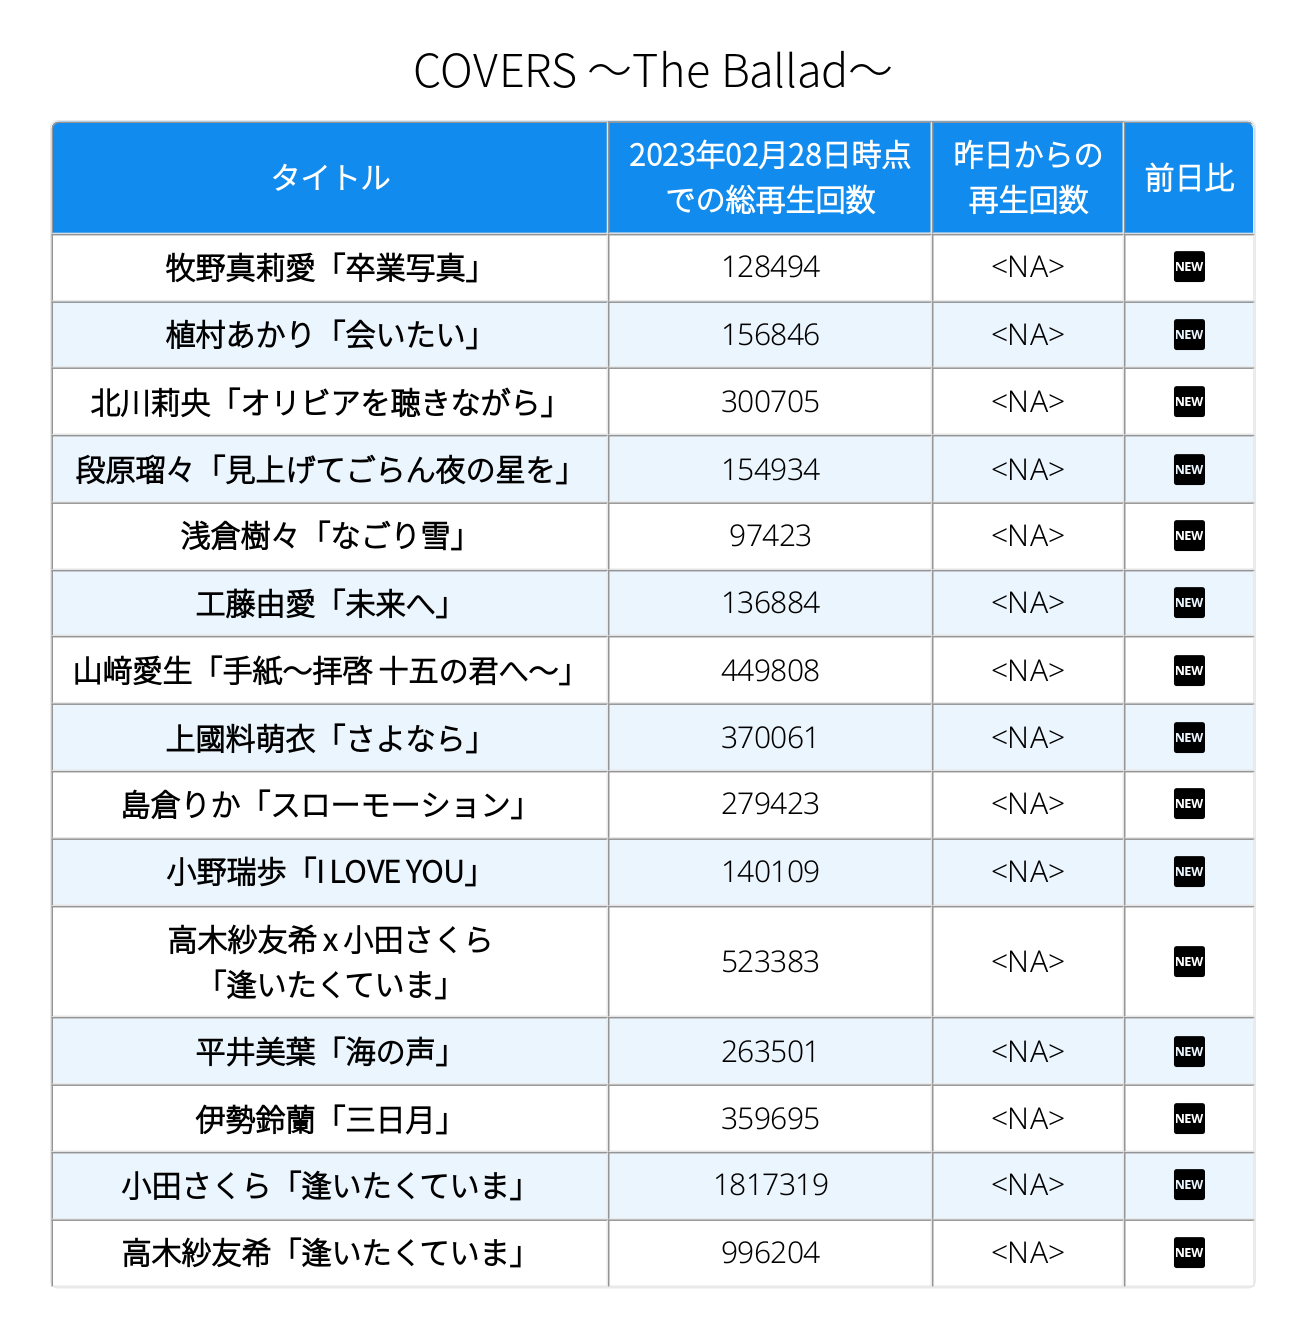 COVERS ～The Ballad～
タイトル
2023年02月28日時点
での総再生回数
昨日からの
再生回数
前日比
牧野真莉愛「卒業写真」 128494 <NA> NEW
植村あかり「会いたい」 156846 <NA> NEW
北川莉央「オリビアを聴きながら」 300705 <NA> NEW
段原瑠々「見上げてごらん夜の星を」 154934 <NA> NEW
浅倉樹々「なごり雪」 97423 <NA> NEW
工藤由愛「未来へ」 136884 <NA> NEW
山﨑愛生「手紙～拝啓 十五の君へ～」 449808 <NA> NEW
上國料萌衣「さよなら」 370061 <NA> NEW
島倉りか「スローモーション」 279423 <NA> NEW
小野瑞歩「I LOVE YOU」 140109 <NA> NEW
高木紗友希 x 小田さくら
「逢いたくていま」 523383 <NA> NEW
平井美葉「海の声」 263501 <NA> NEW
伊勢鈴蘭「三日月」 359695 <NA> NEW
小田さくら「逢いたくていま」 1817319 <NA> NEW
高木紗友希「逢いたくていま」 996204 <NA> NEW